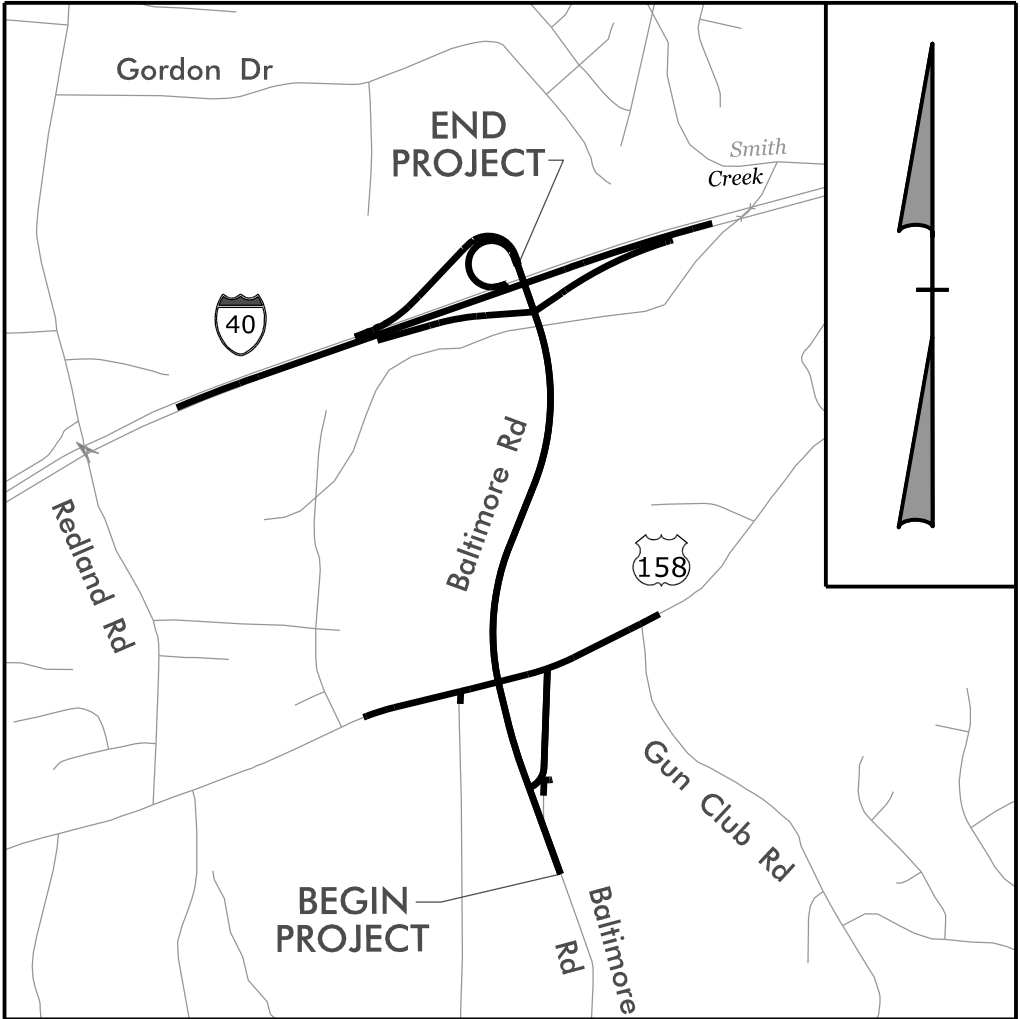 Gordon Dr
END
PROJECT
Smith
Creek
40
Baltimore Rd
Redland Rd
158
Gun Club Rd
BEGIN
PROJECT
Baltimore
Rd